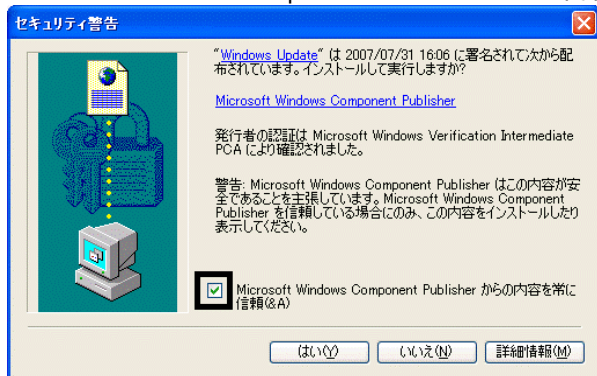 セキュリティ警告
"Windows Update" は 2007/07/31 16:06 に署名されて次から配
布されています。インストールして実行しますか?
Microsoft Windows Component Publisher
発行者の認証は Microsoft Windows Verification Intermediate
PCA により確認されました。
警告: Microsoft Windows Component Publisher はこの内容が安
全であることを主張しています。Microsoft Windows Component
Publisher を信頼している場合にのみ、この内容をインストールしたり
表示してください。
Microsoft Windows Component Publisher からの内容を常に
信頼(&A)
はい(Y) いいえ(N) 詳細情報(M)